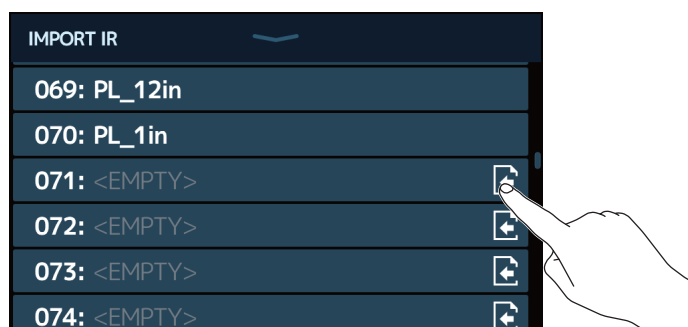 IMPORT IR
069: PL_12in
070: PL_1in
071: <EMPTY>
072: <EMPTY>
073: <EMPTY>
074: <EMPTY>